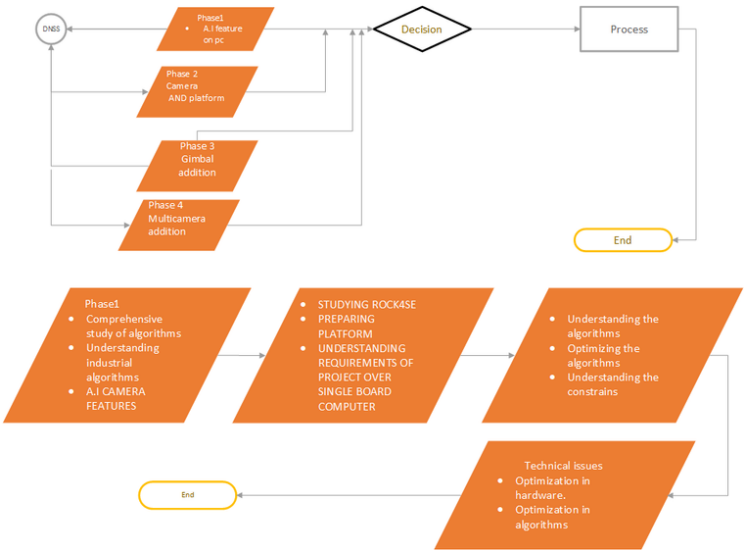 DNSS
Phase1
• A.I feature
on pc
Decision
Process
Phase 2
Camera
AND platform
Phase 3
Gimbal
addition
Phase 4
Multicamera
addition
End
Phase1
• Comprehensive
study of algorithms
• Understanding
industrial
algorithms
• A.I CAMERA
FEATURES
• STUDYING ROCK4SE
• PREPARING
PLATFORM
• UNDERSTANDING
REQUIREMENTS OF
PROJECT OVER
SINGLE BOARD
COMPUTER
• Understanding the
algorithms
• Optimizing the
algorithms
• Understanding the
constrains
Technical issues
• Optimization in
hardware.
• Optimization in
algorithms
End